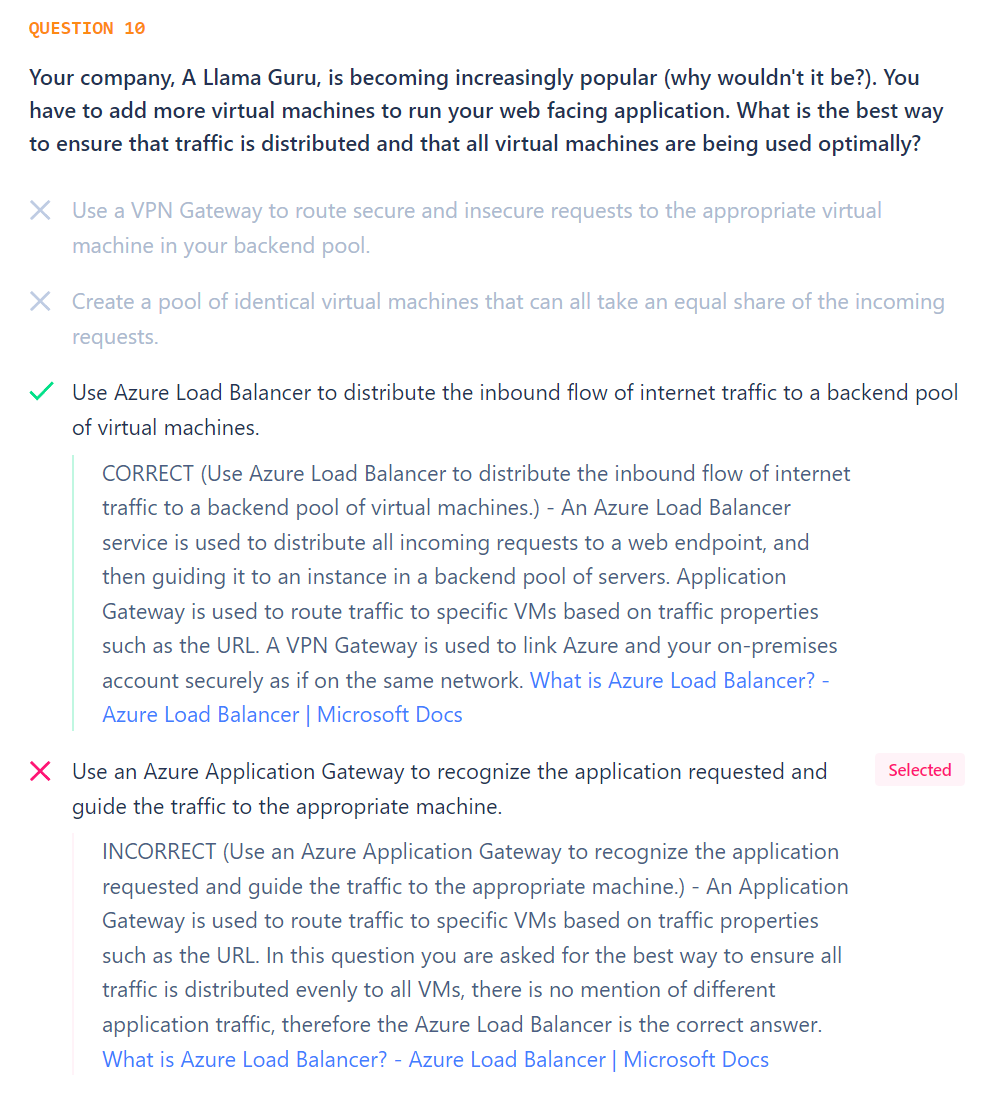 QUESTION 10
Your company, A Llama Guru, is becoming increasingly popular (why wouldn't it be?). You
have to add more virtual machines to run your web facing application. What is the best way
to ensure that traffic is distributed and that all virtual machines are being used optimally?
Use a VPN Gateway to route secure and insecure requests to the appropriate virtual
machine in your backend pool.
Create a pool of identical virtual machines that can all take an equal share of the incoming
requests.
Use Azure Load Balancer to distribute the inbound flow of internet traffic to a backend pool
of virtual machines.
CORRECT (Use Azure Load Balancer to distribute the inbound flow of internet
traffic to a backend pool of virtual machines.) - An Azure Load Balancer
service is used to distribute all incoming requests to a web endpoint, and
then guiding it to an instance in a backend pool of servers. Application
Gateway is used to route traffic to specific VMs based on traffic properties
such as the URL. A VPN Gateway is used to link Azure and your on-premises
account securely as if on the same network. What is Azure Load Balancer? -
Azure Load Balancer | Microsoft Docs
Use an Azure Application Gateway to recognize the application requested and
Selected
guide the traffic to the appropriate machine.
INCORRECT (Use an Azure Application Gateway to recognize the application
requested and guide the traffic to the appropriate machine.) - An Application
Gateway is used to route traffic to specific VMs based on traffic properties
such as the URL. In this question you are asked for the best way to ensure all
traffic is distributed evenly to all VMs, there is no mention of different
application traffic, therefore the Azure Load Balancer is the correct answer.
What is Azure Load Balancer? - Azure Load Balancer | Microsoft Docs